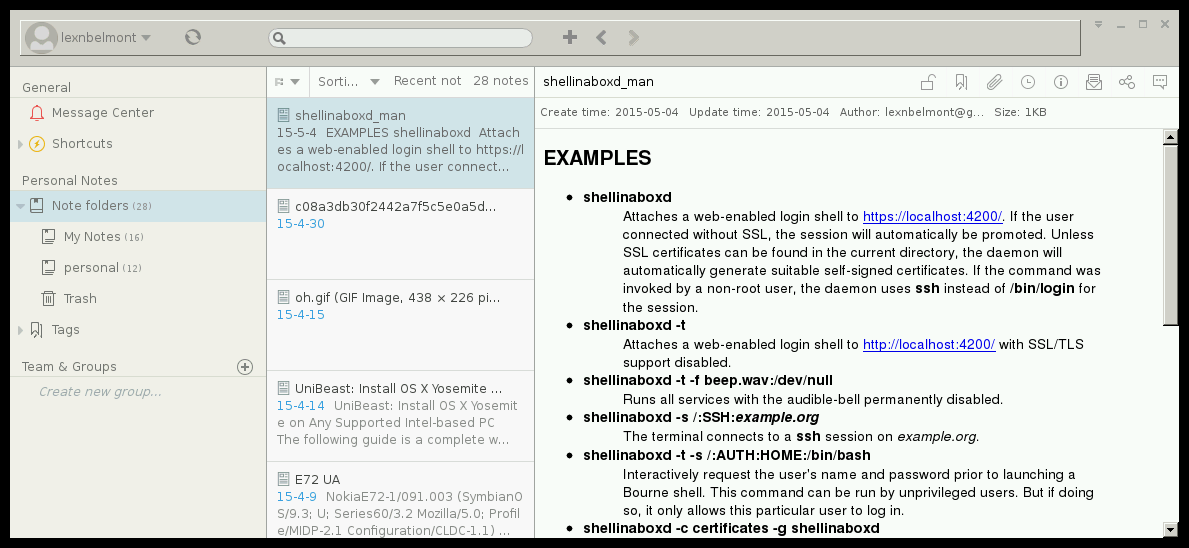 lexnbelmont
General
Message Center
Shortcuts
Personal Notes
Note folders (28)
My Notes (16)
personal (12)
Trash
Tags
Team & Groups
Create new group...
Sorti... Recent not 28 notes
shellinaboxd_man
15-5-4 EXAMPLES shellinaboxd Attach
es a web-enabled login shell to https://l
ocalhost:4200/. If the user connect...
c08a3db30f2442a7f5c5e0a5d...
15-4-30
oh.gif (GIF Image, 438 × 226 pi...
15-4-15
UniBeast: Install OS X Yosemite ...
15-4-14 UniBeast: Install OS X Yosemit
e on Any Supported Intel-based PC
The following guide is a complete w...
E72 UA
15-4-9 NokiaE72-1/091.003 (SymbianO
S/9.3; U; Series60/3.2 Mozilla/5.0; Profil
e/MIDP-2.1 Configuration/CLDC-1.1) ...
shellinaboxd_man
Create time: 2015-05-04 Update time: 2015-05-04 Author: lexnbelmont@g... Size: 1KB
EXAMPLES
• shellinaboxd
Attaches a web-enabled login shell to https://localhost:4200/. If the user
connected without SSL, the session will automatically be promoted. Unless
SSL certificates can be found in the current directory, the daemon will
automatically generate suitable self-signed certificates. If the command was
invoked by a non-root user, the daemon uses ssh instead of /bin/login for
the session.
• shellinaboxd -t
Attaches a web-enabled login shell to http://localhost:4200/ with SSL/TLS
support disabled.
• shellinaboxd -t -f beep.wav:/dev/null
Runs all services with the audible-bell permanently disabled.
• shellinaboxd -s /:SSH:example.org
The terminal connects to a ssh session on example.org.
• shellinaboxd -t -s /:AUTH:HOME:/bin/bash
Interactively request the user's name and password prior to launching a
Bourne shell. This command can be run by unprivileged users. But if doing
so, it only allows this particular user to log in.
• shellinaboxd -c certificates -g shellinaboxd